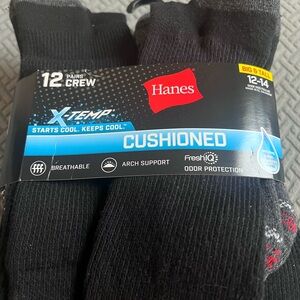 12 PAIRS CREW
Hanes
BIG & TALL
12-14
X-TEMP
STARTS COOL. KEEPS COOL.
CUSHIONED
BREATHABLE
ARCH SUPPORT
FreshIQ
ODOR PROTECTION